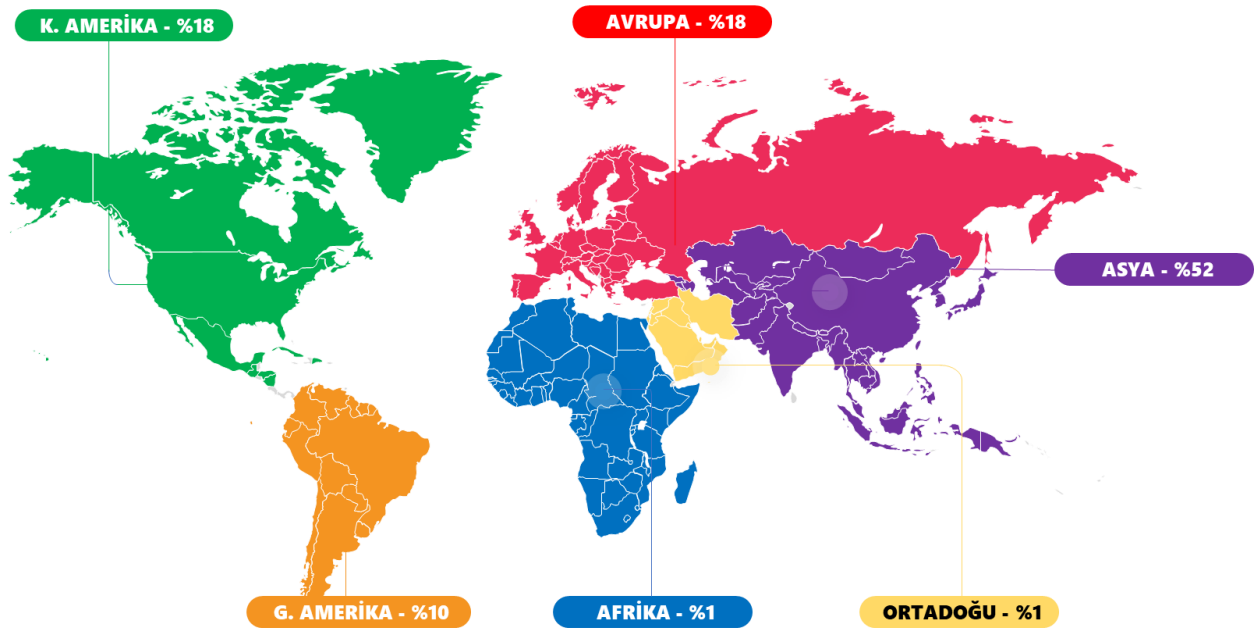 K. AMERİKA - %18
AVRUPA - %18
ASYA - %52
G. AMERİKA - %10
AFRİKA - %1
ORTADOĞU - %1